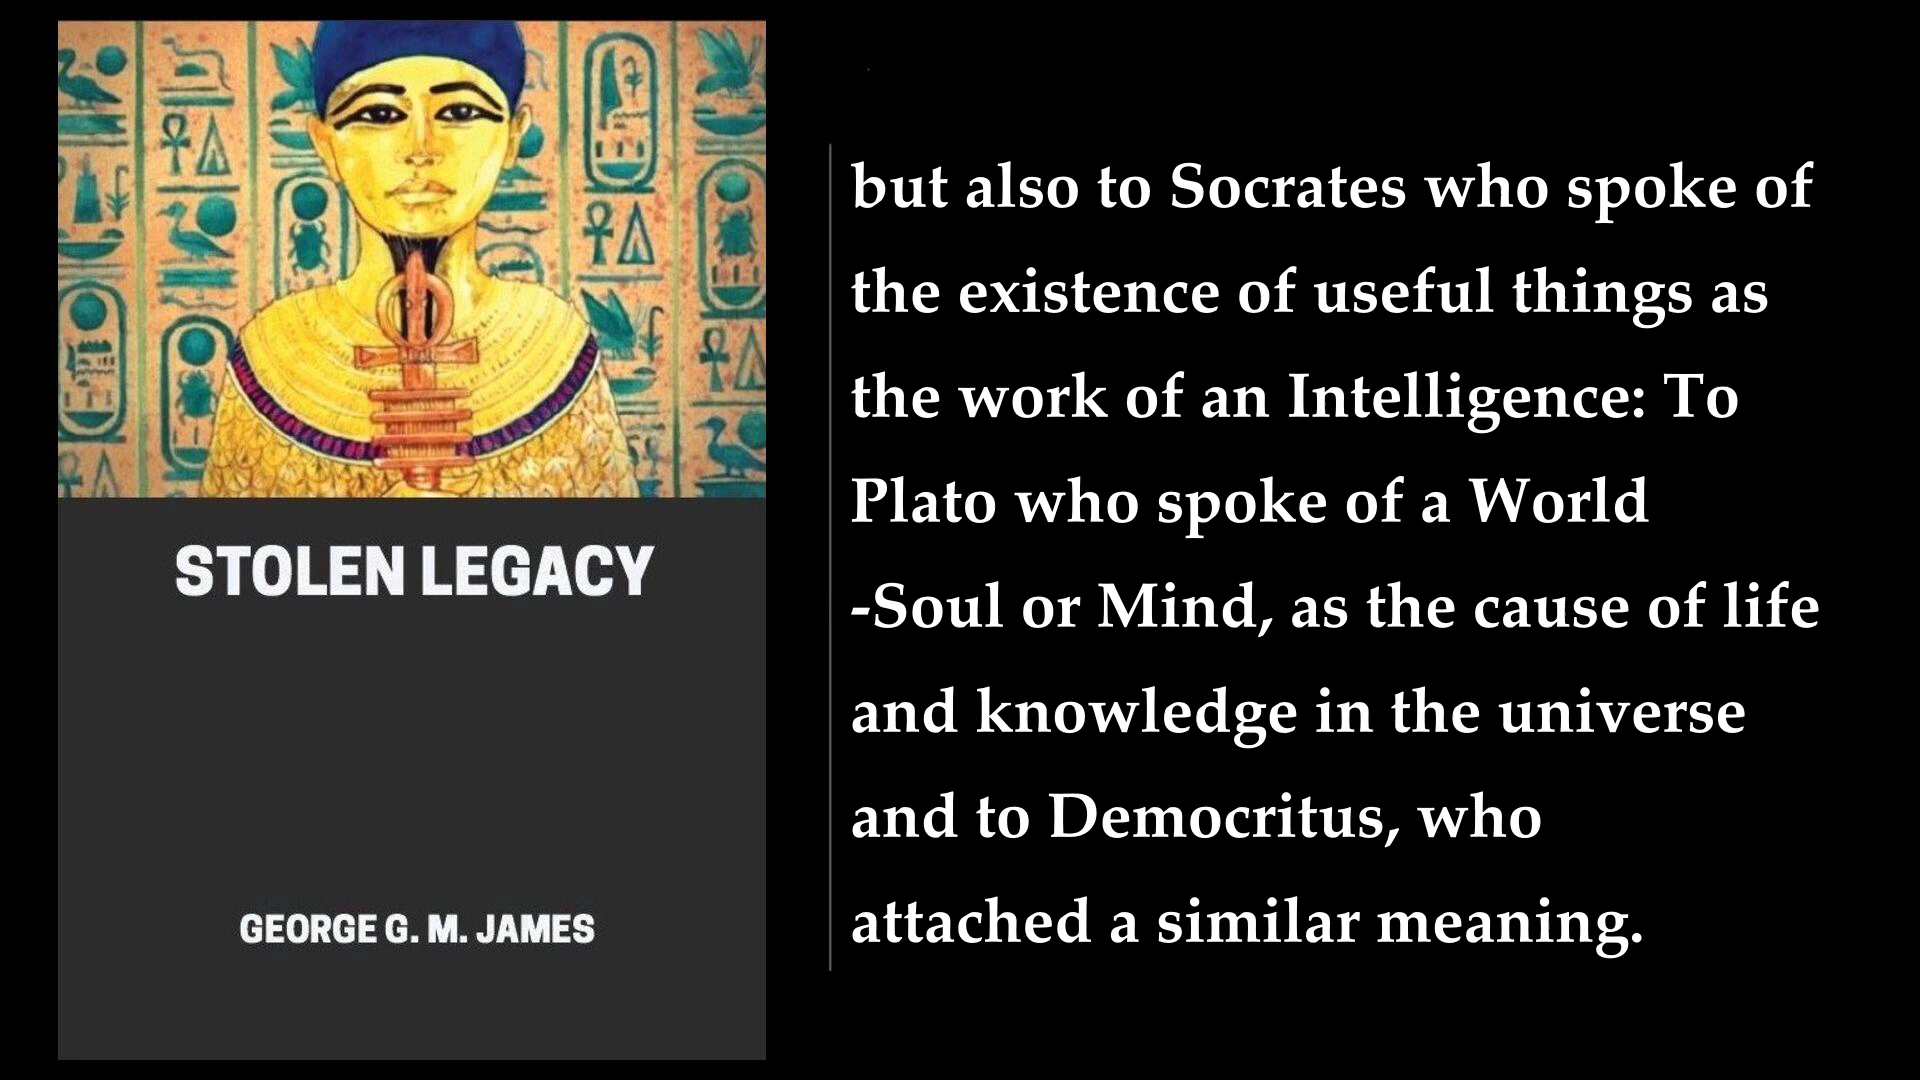 STOLEN LEGACY
GEORGE G. M. JAMES
but also to Socrates who spoke of
the existence of useful things as
the work of an Intelligence: To
Plato who spoke of a World
-Soul or Mind, as the cause of life
and knowledge in the universe
and to Democritus, who
attached a similar meaning.